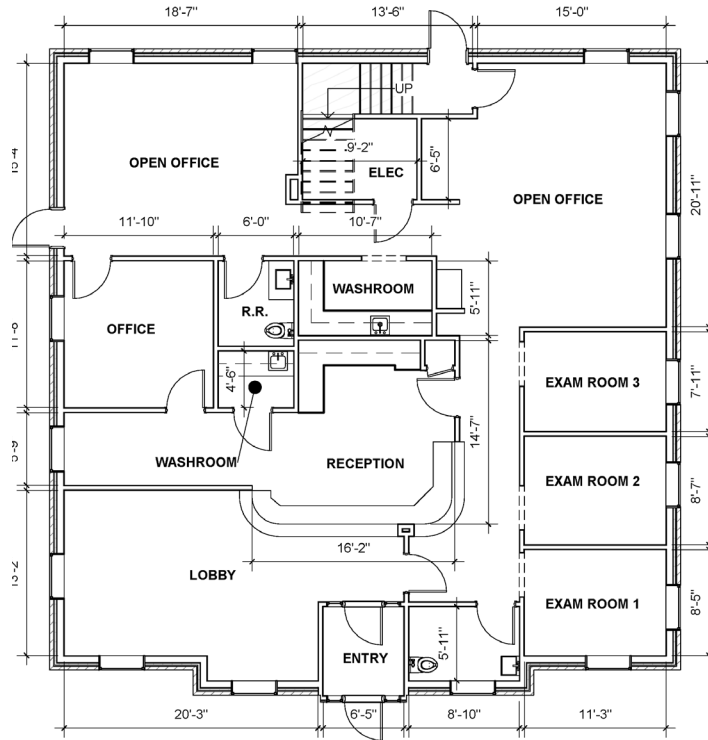 18'-7"
13'-6"
15'-0"
UP
9'-2"
6'-5"
ELEC
OPEN OFFICE
OPEN OFFICE
20'-11"
11'-10"
6'-0"
10'-7"
R.R.
WASHROOM
5'-11"
OFFICE
4'-6"
EXAM ROOM 3
7'-11"
14'-7"
WASHROOM
RECEPTION
EXAM ROOM 2
8'-7"
16'-2"
LOBBY
EXAM ROOM 1
8'-5"
5'-11"
ENTRY
20'-3"
6'-5"
8'-10"
11'-3"